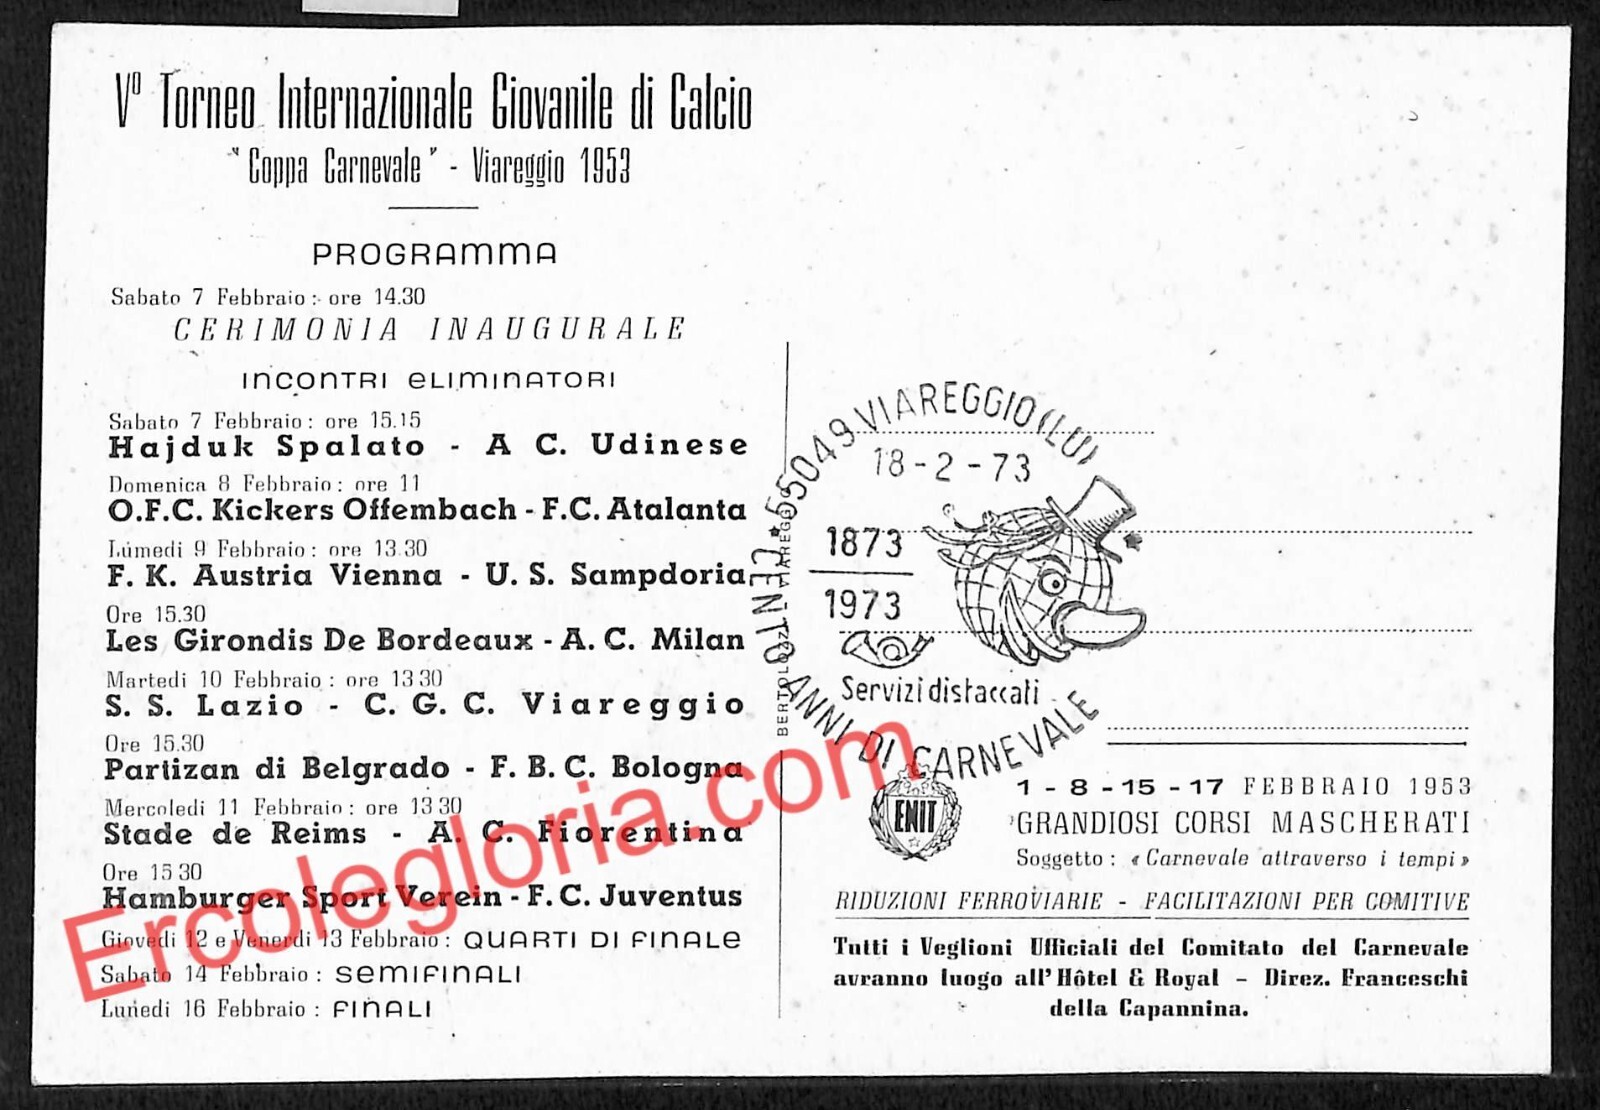 Vº Torneo Internazionale Giovanile di Calcio
"Coppa Carnevale" - Viareggio 1953
PROGRAMMA
Sabato 7 Febbraio : ore 14.30
CERIMONIA INAUGURALE
INCONTRI ELIMINATORI
Sabato 7 Febbraio : ore 15.15
Hajduk Spalato - A C. Udinese
Domenica 8 Febbraio : ore 11
O.F.C. Kickers Offembach - F.C. Atalanta
Lúmedi 9 Febbraio : ore 13.30
F. K. Austria Vienna - U. S. Sampdoria
Ore 15.30
Les Girondis De Bordeaux - A. C. Milan
Martedi 10 Febbraio : ore 13 30
S. S. Lazio - C. G. C. Viareggio
Ore 15.30
Partizan di Belgrado - F. B. C. Bologna
Mercoledi 11 Febbraio : ore 13 30
Stade de Reims - A. C. Fiorentina
Ore 15 30
Hamburger Sport Verein - F. C. Juventus
Giovedi 12 e Venerdi 13 Febbraio : QUARTI DI FINALE
Sabato 14 Febbraio : SEMIFINALI
Lunedi 16 Febbraio : FINALI
Ercolegloria.com
BERTOLOZZI - VIAREGGIO
55049 VIAREGGIO (LU)
18-2-73
1873
1973
Servizi distaccati
CENTO ANNI DI CARNEVALE
ENIT
1 - 8 - 15 - 17 FEBBRAIO 1953
GRANDIOSI CORSI MASCHERATI
Soggetto : « Carnevale attraverso i tempi »
RIDUZIONI FERROVIARIE - FACILITAZIONI PER COMITIVE
Tutti i Veglioni Ufficiali del Comitato del Carnevale
avranno luogo all' Hôtel & Royal - Direz. Franceschi
della Capannina.